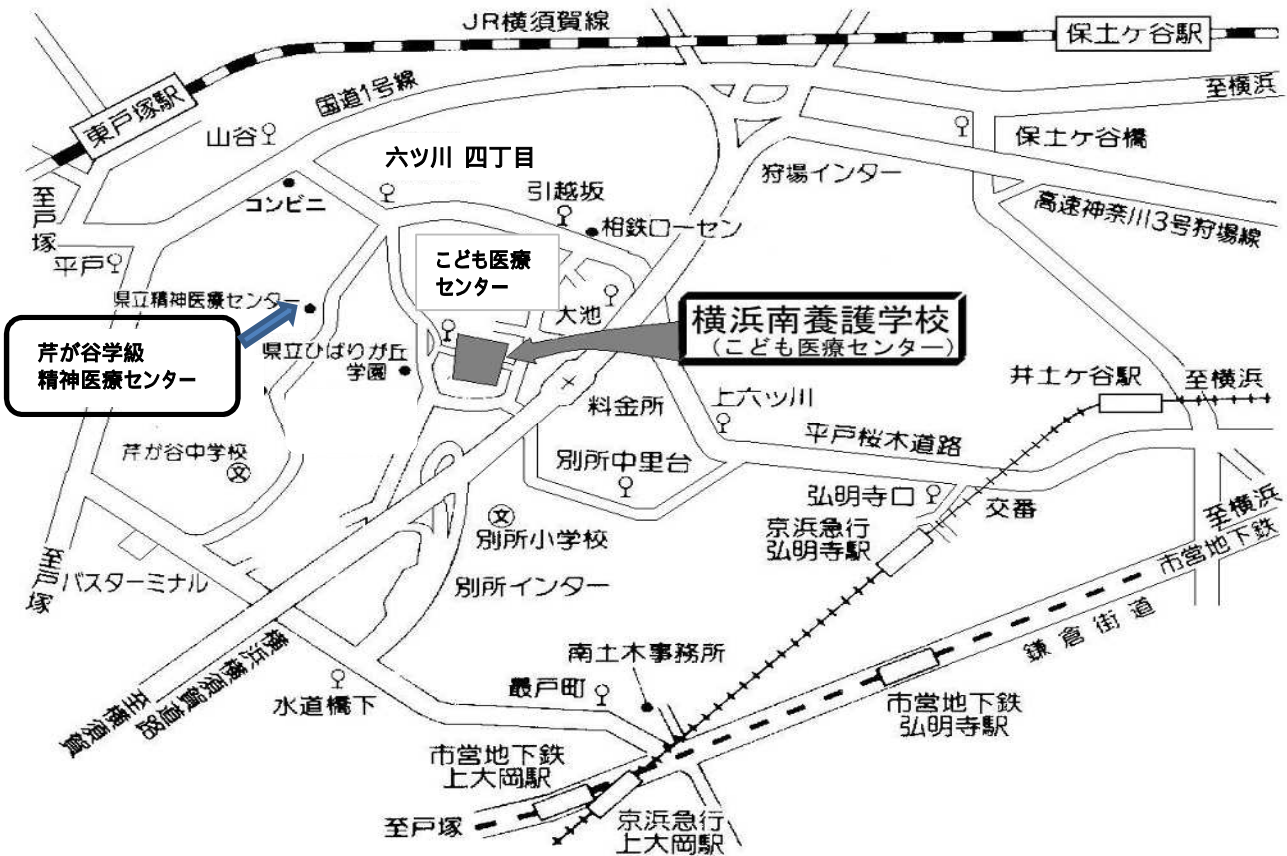 JR横須賀線
保土ヶ谷駅
東戸塚駅
国道1号線
至横浜
山谷
六ツ川 四丁目
保土ヶ谷橋
狩場インター
至戸塚
コンビニ
引越坂
相鉄ローゼン
高速神奈川3号狩場線
平戸
こども医療
センター
県立精神医療センター
大池
横浜南養護学校
(こども医療センター)
芹が谷学級
精神医療センター
県立ひばりが丘
学園
井土ヶ谷駅
至横浜
料金所
上六ツ川
平戸桜木道路
芹が谷中学校
文
別所中里台
弘明寺口
交番
至横浜
文
別所小学校
京浜急行
弘明寺駅
市営地下鉄
至戸塚
バスターミナル
別所インター
鎌倉街道
横浜横須賀道路
至横須賀
水道橋下
南土木事務所
最戸町
市営地下鉄
弘明寺駅
市営地下鉄
上大岡駅
至戸塚
京浜急行
上大岡駅